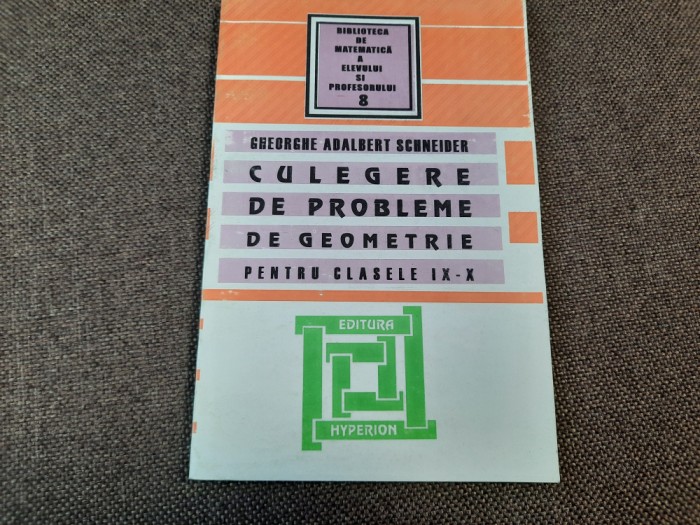 BIBLIOTECA
DE
MATEMATICĂ
A
ELEVULUI
SI
PROFESORULUI
8
GHEORGHE ADALBERT SCHNEIDER
CULEGERE
DE PROBLEME
DE GEOMETRIE
PENTRU CLASELE IX-X
EDITURA
HYPERION